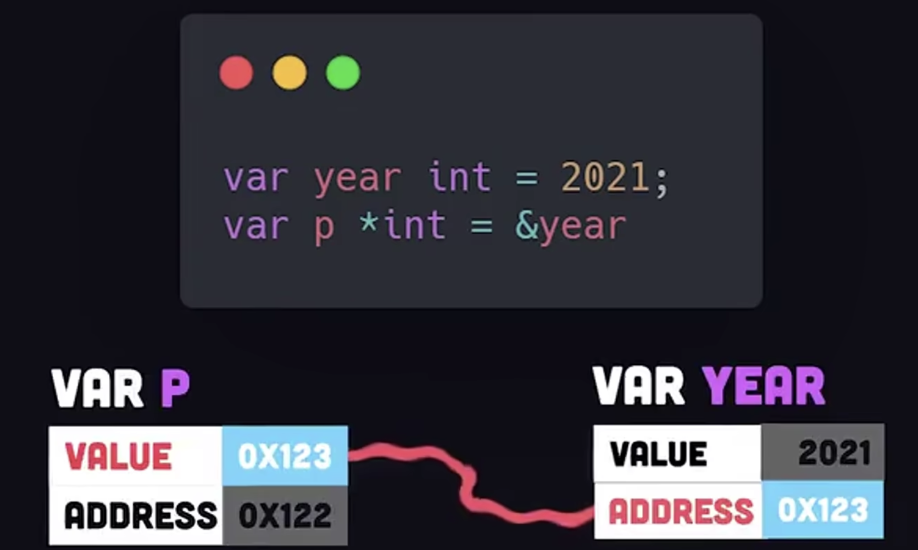 var year int = 2021;
var p *int = &year
VAR P
VALUE 0X123
ADDRESS 0X122
VAR YEAR
VALUE 2021
ADDRESS 0X123